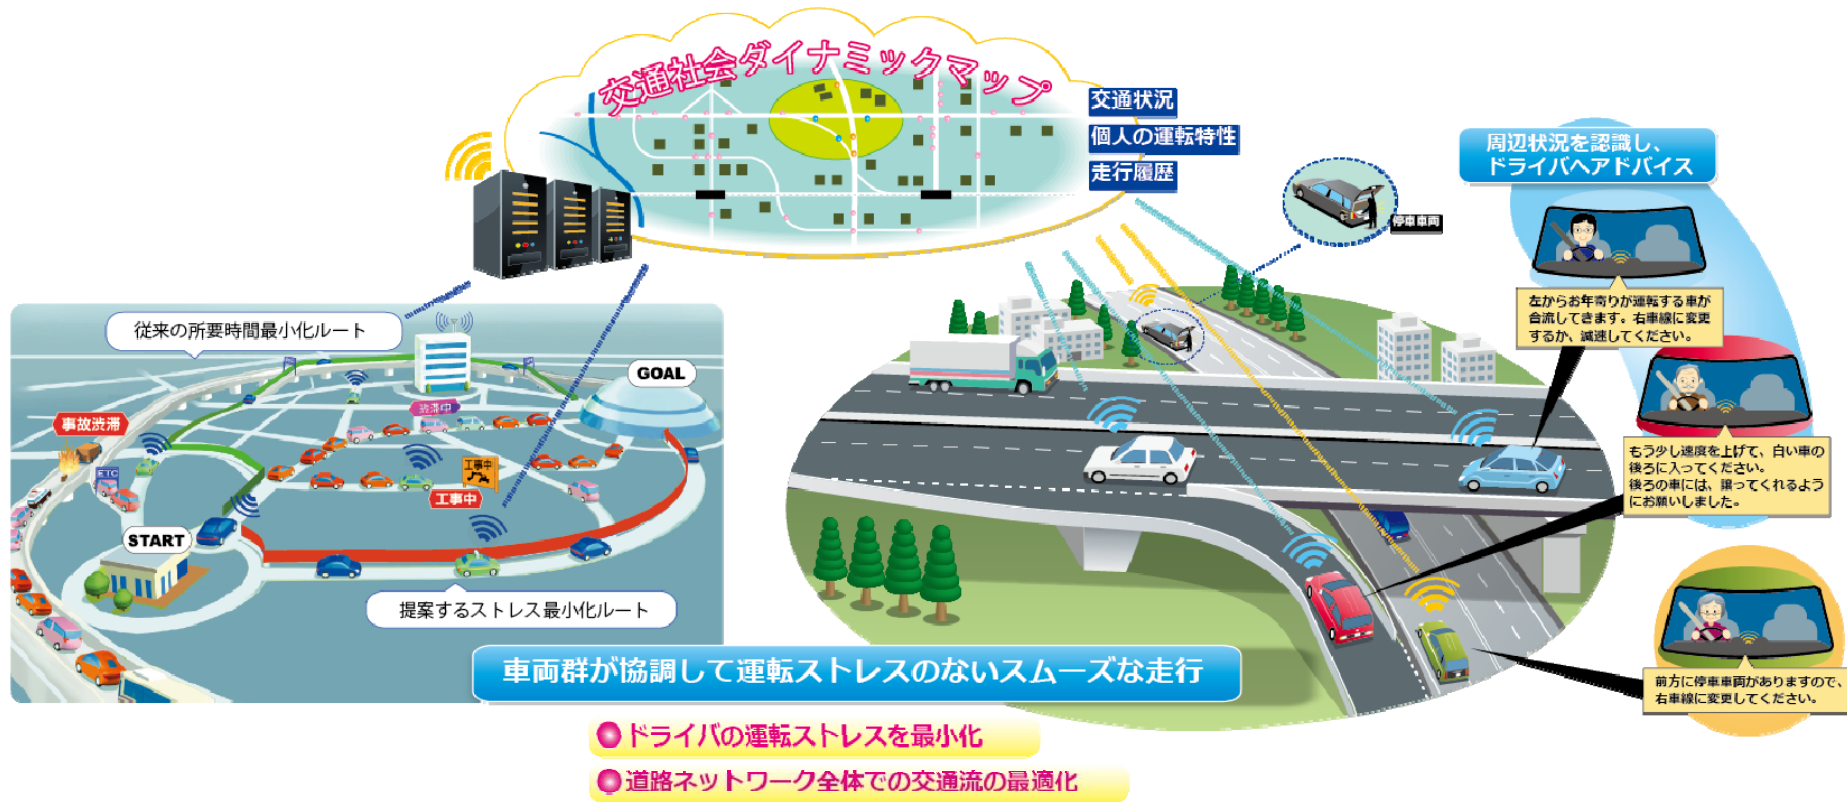 交通社会ダイナミックマップ
交通状況
個人の運転特性
走行履歴
停車車両
周辺状況を認識し、
ドライバへアドバイス
左からお年寄りが運転する車が
合流してきます。右車線に変更
するか、減速してください。
もう少し速度を上げて、白い車の
後ろに入ってください。
後ろの車には、譲ってくれるよう
にお願いしました。
前方に停車車両がありますので、
右車線に変更してください。
従来の所要時間最小化ルート
GOAL
渋滞中
事故渋滞
ETC
工事中
工事中
START
提案するストレス最小化ルート
車両群が協調して運転ストレスのないスムーズな走行
ドライバの運転ストレスを最小化
道路ネットワーク全体での交通流の最適化